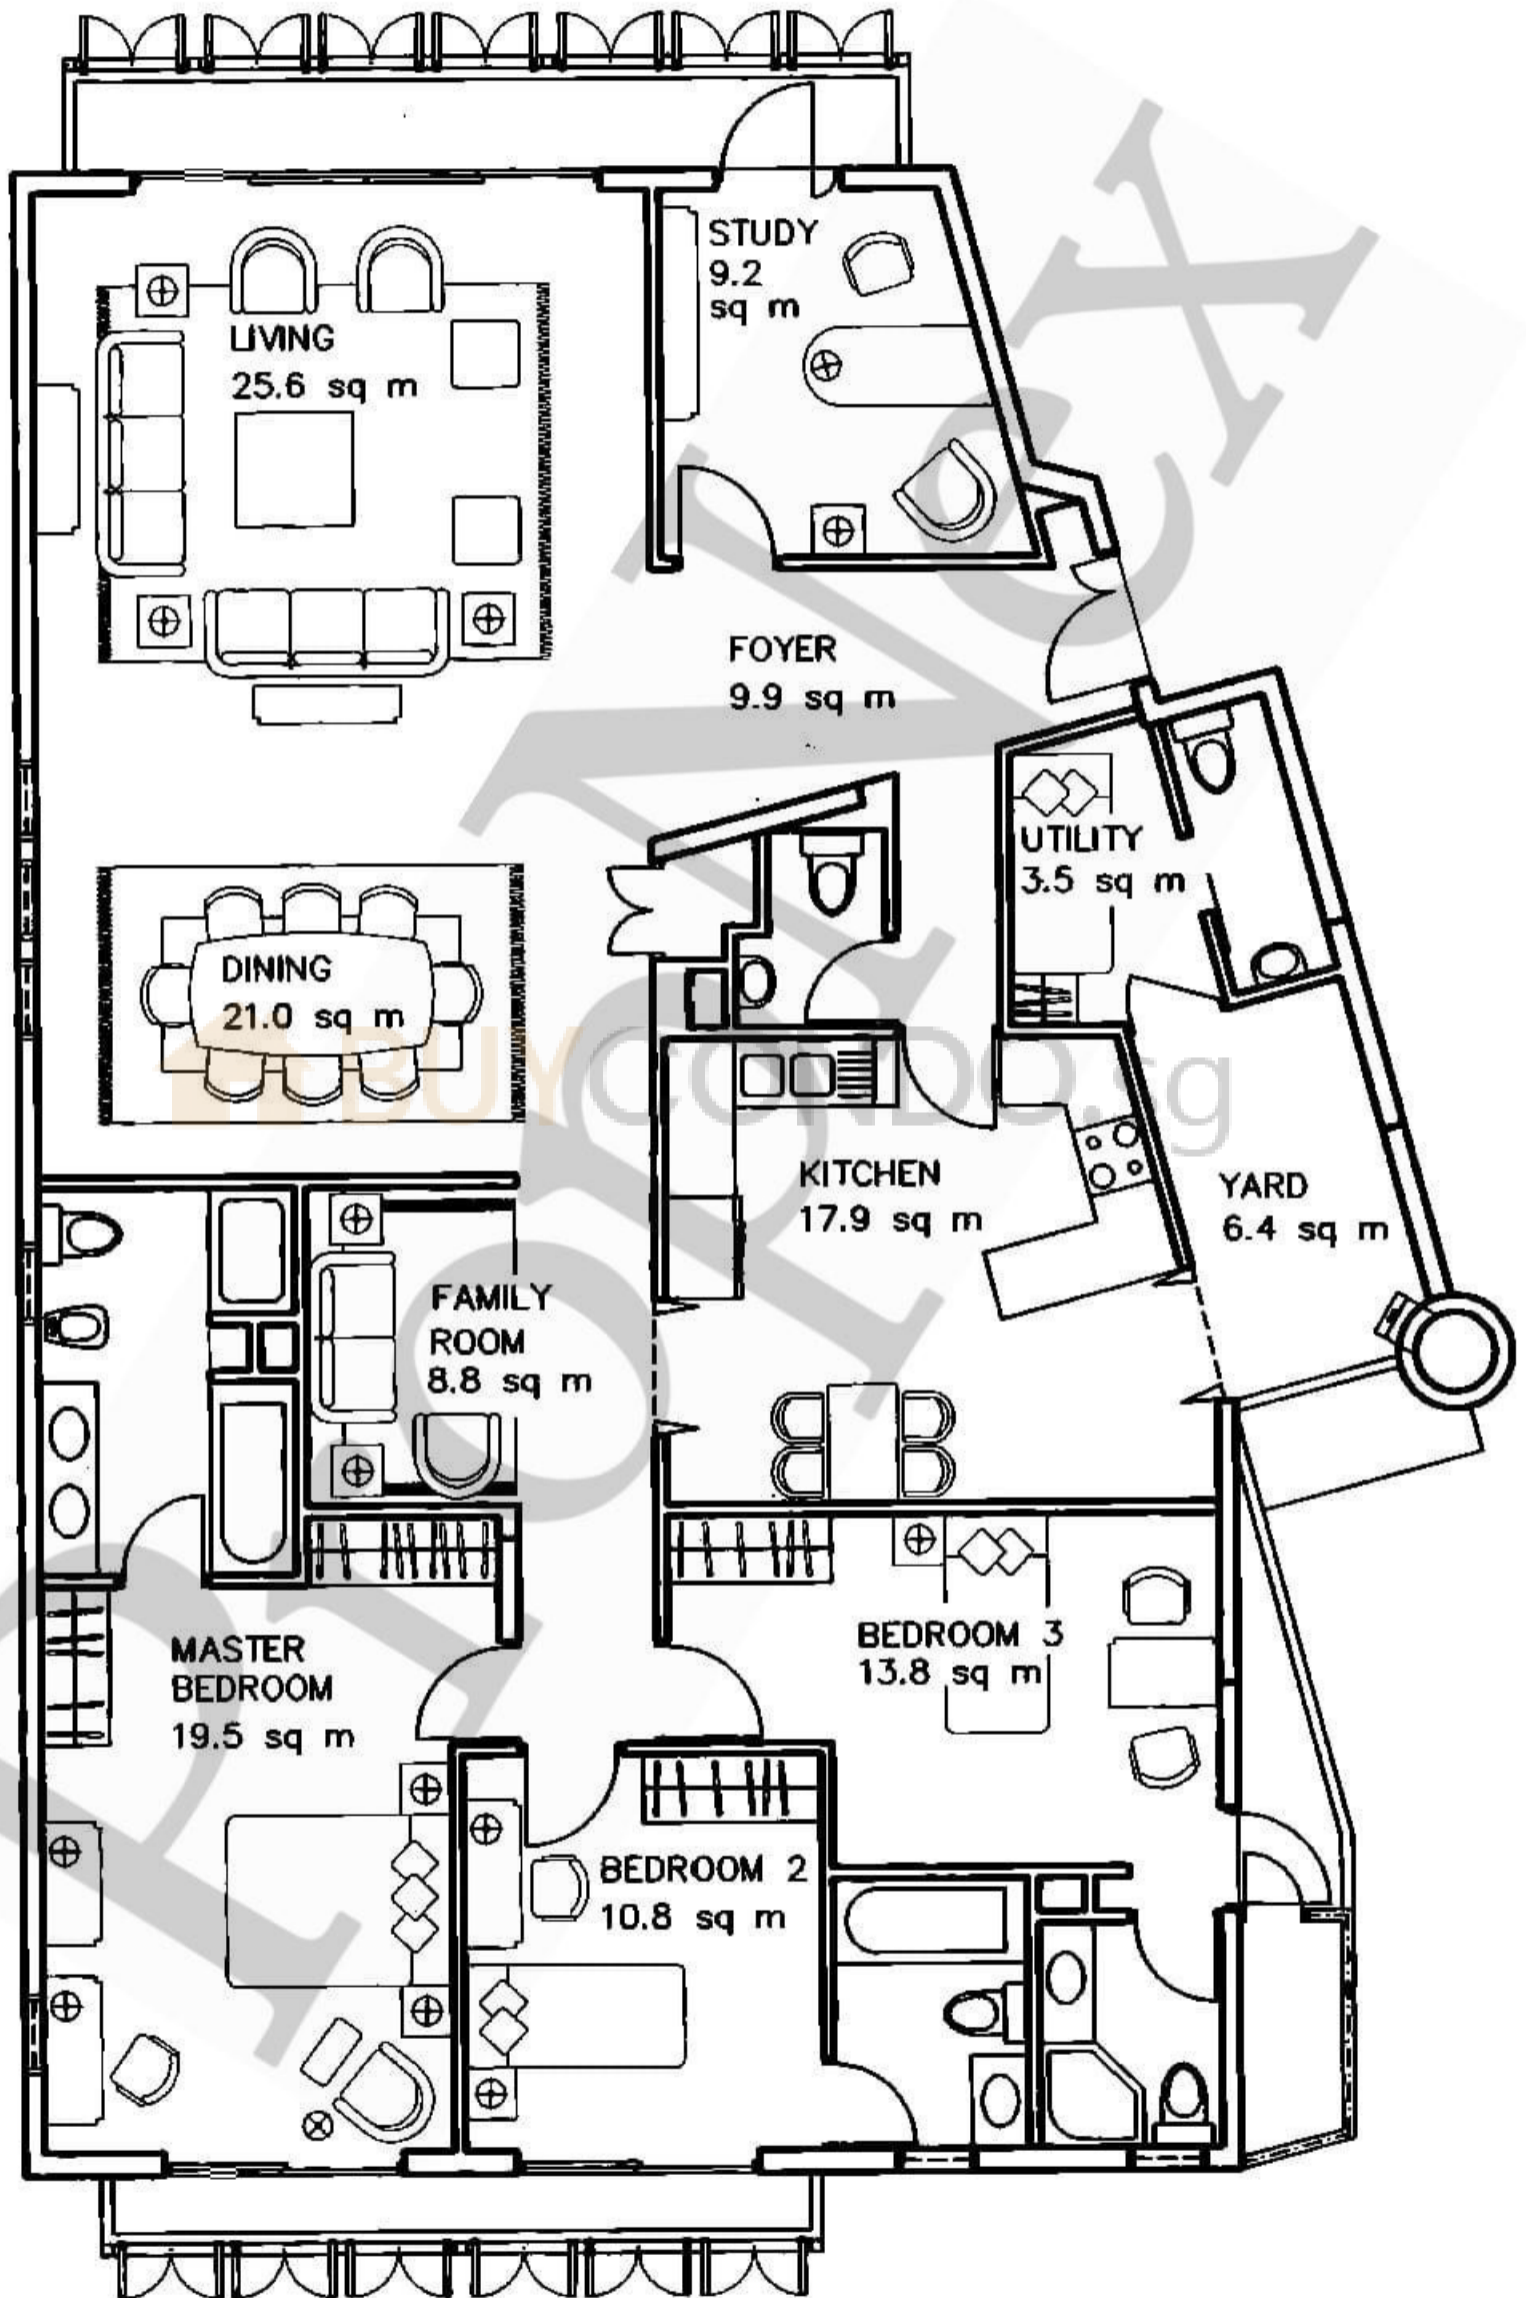 STUDY
9.2
sq m
LIVING
25.6 sq m
FOYER
9.9 sq m
UTILITY
3.5 sq m
DINING
21.0 sq m
BUYCONDO.sg
KITCHEN
17.9 sq m
YARD
6.4 sq m
FAMILY
ROOM
8.8 sq m
BEDROOM 3
13.8 sq m
MASTER
BEDROOM
19.5 sq m
BEDROOM 2
10.8 sq m
PropNex